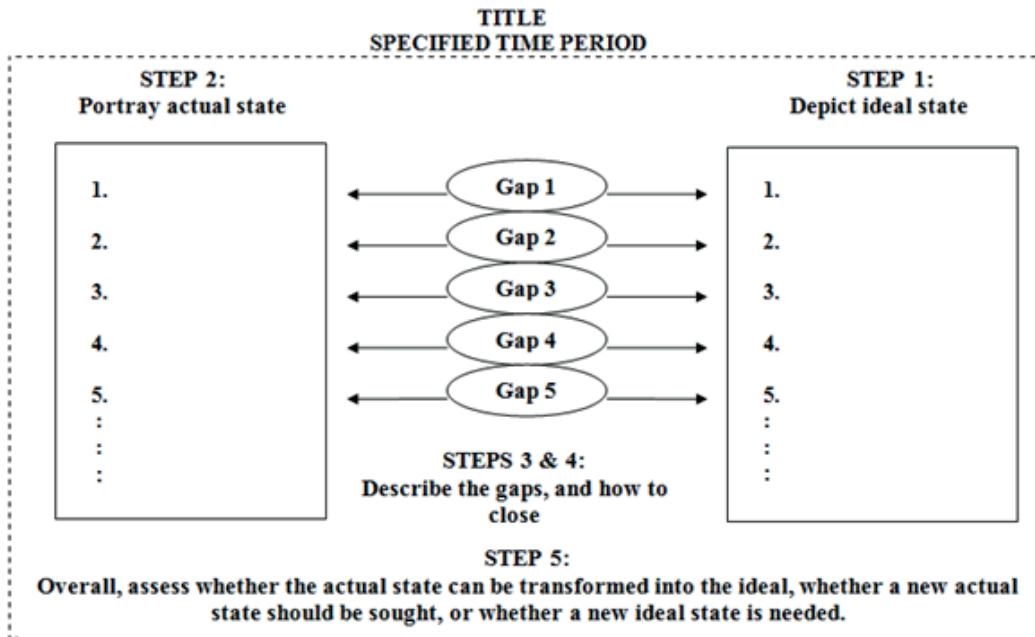 TITLE
SPECIFIED TIME PERIOD
STEP 2:
Portray actual state
1.
2.
3.
4.
5.
:
:
:
Gap 1
Gap 2
Gap 3
Gap 4
Gap 5
STEPS 3 & 4:
Describe the gaps, and how to
close
STEP 1:
Depict ideal state
1.
2.
3.
4.
5.
:
:
:
STEP 5:
Overall, assess whether the actual state can be transformed into the ideal, whether a new actual
state should be sought, or whether a new ideal state is needed.